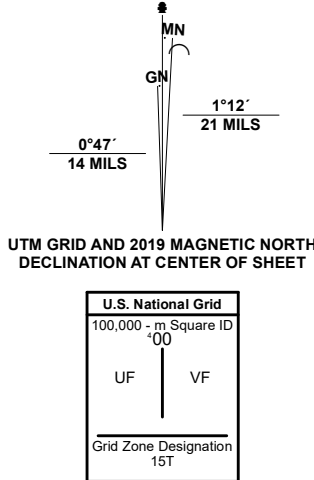 MN
GN
1°12´
21 MILS
0°47´
14 MILS
UTM GRID AND 2019 MAGNETIC NORTH
DECLINATION AT CENTER OF SHEET
U.S. National Grid
100,000 - m Square ID
⁴00
UF VF
Grid Zone Designation
15T